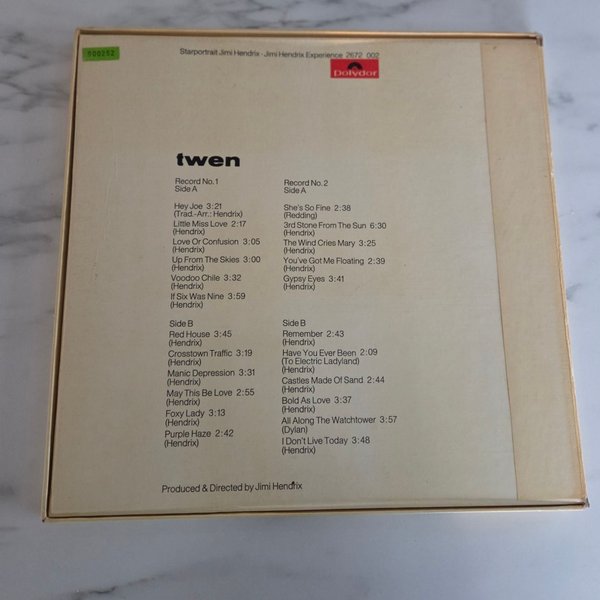 000252
Starportrait Jimi Hendrix · Jimi Hendrix Experience 2672 002
Polydor
twen
Record No.1
Side A
Hey Joe 3:21
(Trad.-Arr.: Hendrix)
Little Miss Love 2:17
(Hendrix)
Love Or Confusion 3:05
(Hendrix)
Up From The Skies 3:00
(Hendrix)
Voodoo Chile 3:32
(Hendrix)
If Six Was Nine 3:59
(Hendrix)
Side B
Red House 3:45
(Hendrix)
Crosstown Traffic 3:19
(Hendrix)
Manic Depression 3:31
(Hendrix)
May This Be Love 2:55
(Hendrix)
Foxy Lady 3:13
(Hendrix)
Purple Haze 2:42
(Hendrix)
Record No.2
Side A
She's So Fine 2:38
(Redding)
3rd Stone From The Sun 6:30
(Hendrix)
The Wind Cries Mary 3:25
(Hendrix)
You've Got Me Floating 2:39
(Hendrix)
Gypsy Eyes 3:41
(Hendrix)
Side B
Remember 2:43
(Hendrix)
Have You Ever Been 2:09
(To Electric Ladyland)
(Hendrix)
Castles Made Of Sand 2:44
(Hendrix)
Bold As Love 3:37
(Hendrix)
All Along The Watchtower 3:57
(Dylan)
I Don't Live Today 3:48
(Hendrix)
Produced & Directed by Jimi Hendrix